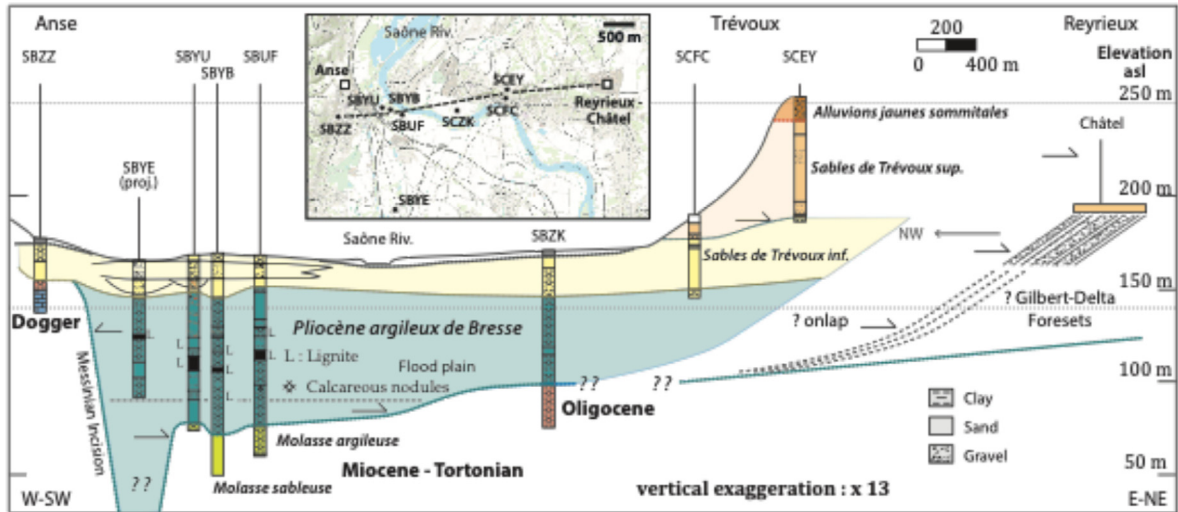 Anse
Trévoux
Reyrieux
SBZZ
SBYU
SBYB
SBUF
SCFC
SCEY
200
0 400 m
Elevation
asl
Saône Riv.
500 m
Anse
SBYU
SBYB
SBZZ
SBUF
SCZK
SCEY
SCFC
Reyrieux -
Châtel
SBYE
250 m
Alluvions jaunes sommitales
Châtel
SBYE
(proj.)
Sables de Trévoux sup.
200 m
Saône Riv.
SBZK
NW
Sables de Trévoux inf.
150 m
Dogger
? Gilbert-Delta
Foresets
Pliocène argileux de Bresse
? onlap
L
L
L
L
L
L
L
L : Lignite
Flood plain
Calcareous nodules
Messinian Incision
100 m
? ?
? ?
Oligocene
Clay
Sand
Gravel
Molasse argileuse
Miocene - Tortonian
Molasse sableuse
? ?
50 m
W-SW
vertical exaggeration : x 13
E-NE